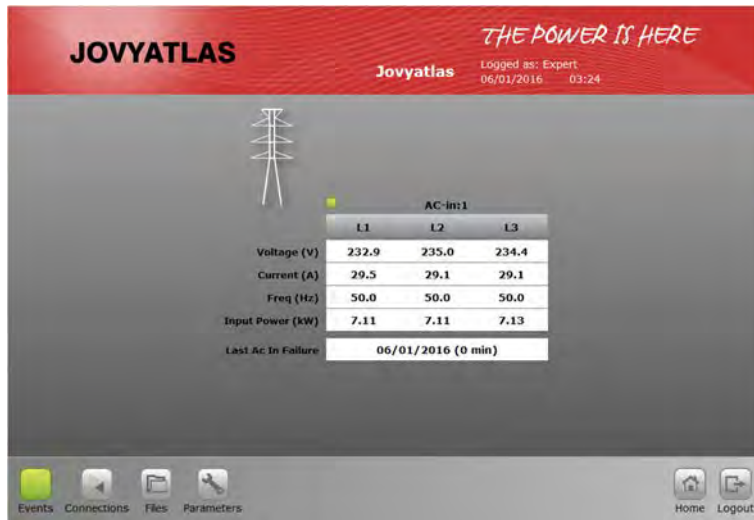 JOVYATLAS
THE POWER IS HERE
Jovyatlas
Logged as: Expert
06/01/2016 03:24
AC-in:1
L1 L2 L3
Voltage (V) 232.9 235.0 234.4
Current (A) 29.5 29.1 29.1
Freq (Hz) 50.0 50.0 50.0
Input Power (kW) 7.11 7.11 7.13
Last Ac In Failure 06/01/2016 (0 min)
Events Connections Files Parameters Home Logout